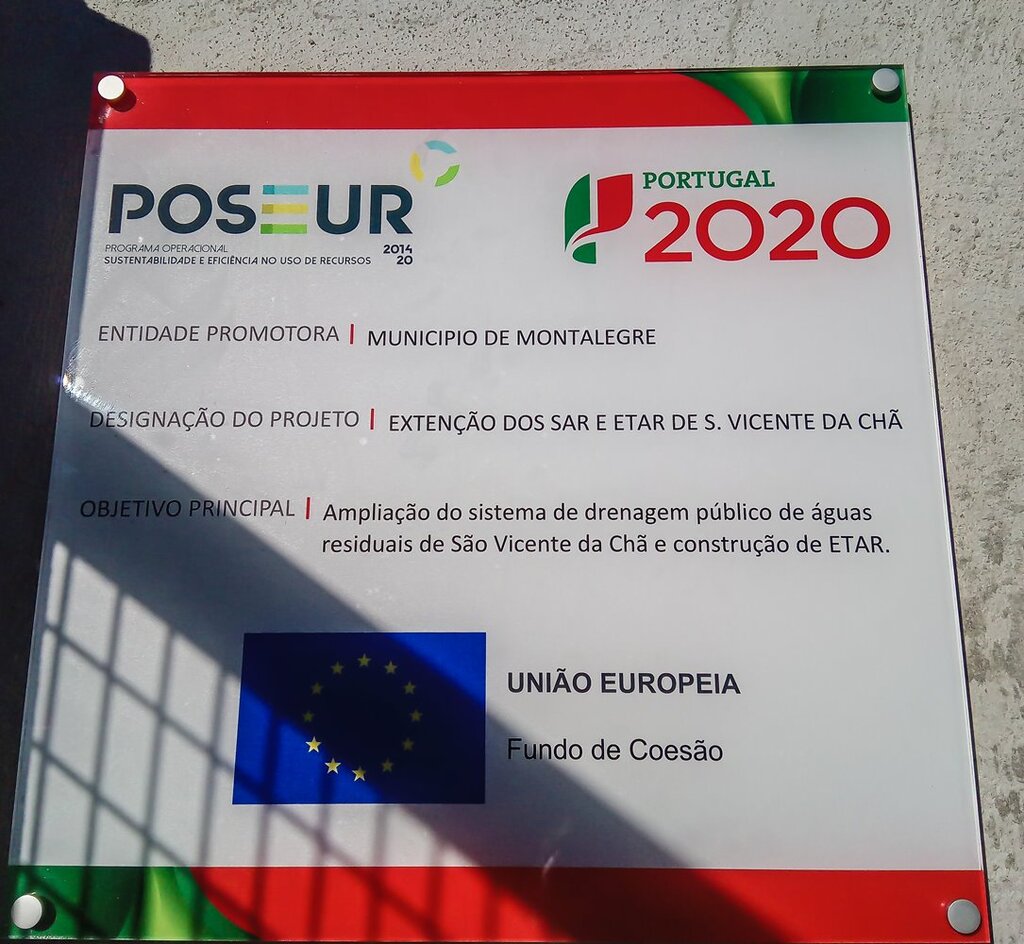 POSEUR
PROGRAMA OPERACIONAL
SUSTENTABILIDADE E EFICIÊNCIA NO USO DE RECURSOS
2014
20
PORTUGAL
2020
ENTIDADE PROMOTORA | MUNICIPIO DE MONTALEGRE
DESIGNAÇÃO DO PROJETO | EXTENÇÃO DOS SAR E ETAR DE S. VICENTE DA CHÃ
OBJETIVO PRINCIPAL | Ampliação do sistema de drenagem público de águas
residuais de São Vicente da Chã e construção de ETAR.
UNIÃO EUROPEIA
Fundo de Coesão